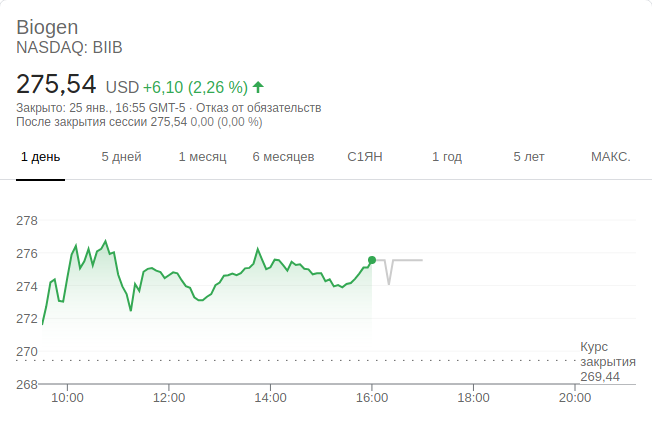 Biogen
NASDAQ: BIIB
275,54 USD +6,10 (2,26 %)
Закрыто: 25 янв., 16:55 GMT-5 · Отказ от обязательств
После закрытия сессии 275,54 0,00 (0,00 %)
1 день 5 дней 1 месяц 6 месяцев С1ЯН 1 год 5 лет МАКС.
278
276
274
272
270
Курс
закрытия
269,44
268
10:00 12:00 14:00 16:00 18:00 20:00